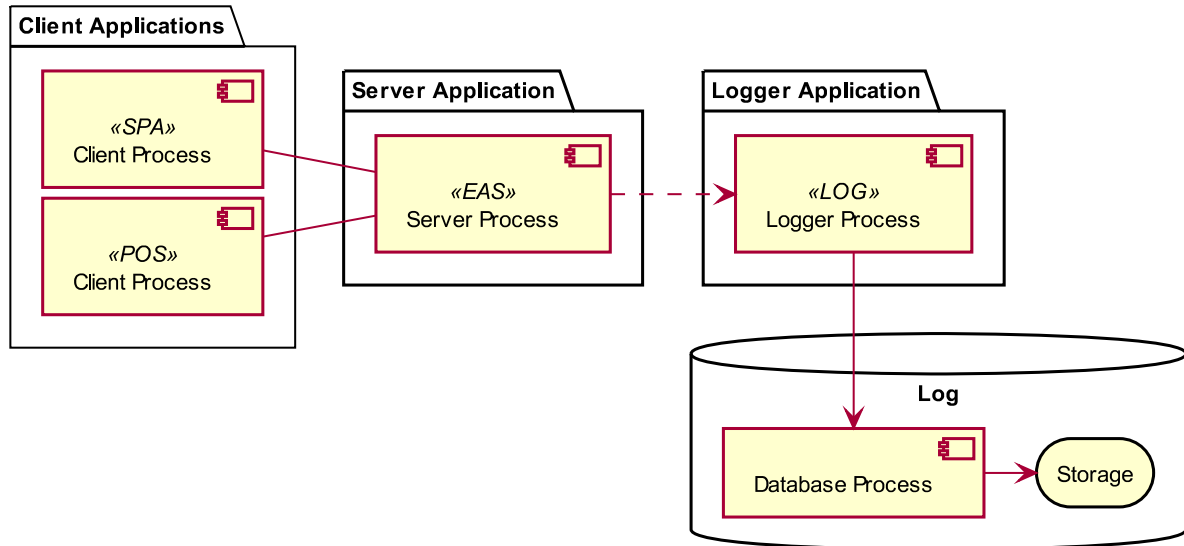 Client Applications
«SPA»
Client Process
«POS»
Client Process
Server Application
«EAS»
Server Process
Logger Application
«LOG»
Logger Process
Log
Database Process
Storage